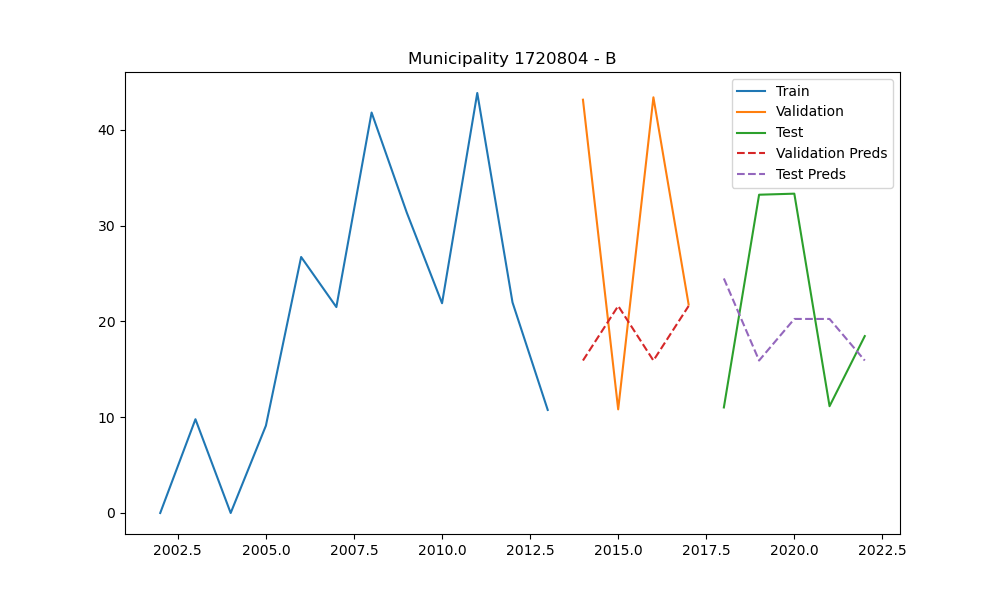 Municipality 1720804 - B
Train
Validation
Test
Validation Preds
Test Preds
40
30
20
10
0
2002.5 2005.0 2007.5 2010.0 2012.5 2015.0 2017.5 2020.0 2022.5